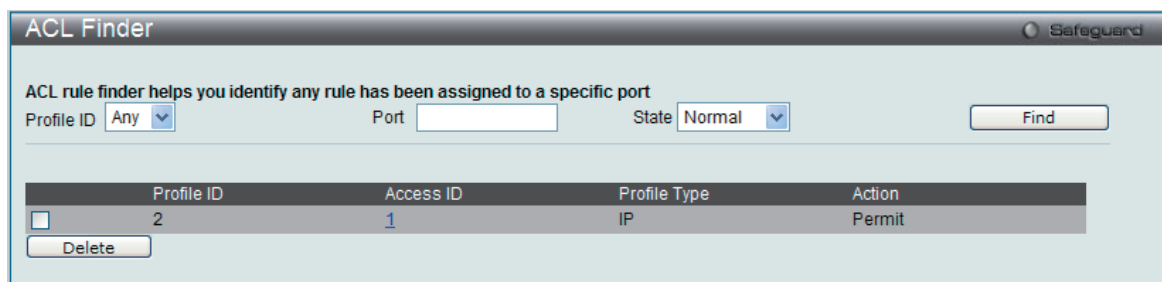 ACL Finder Safeguard
ACL rule finder helps you identify any rule has been assigned to a specific port
Profile ID Any Port State Normal Find
Profile ID Access ID Profile Type Action
2 1 IP Permit
Delete